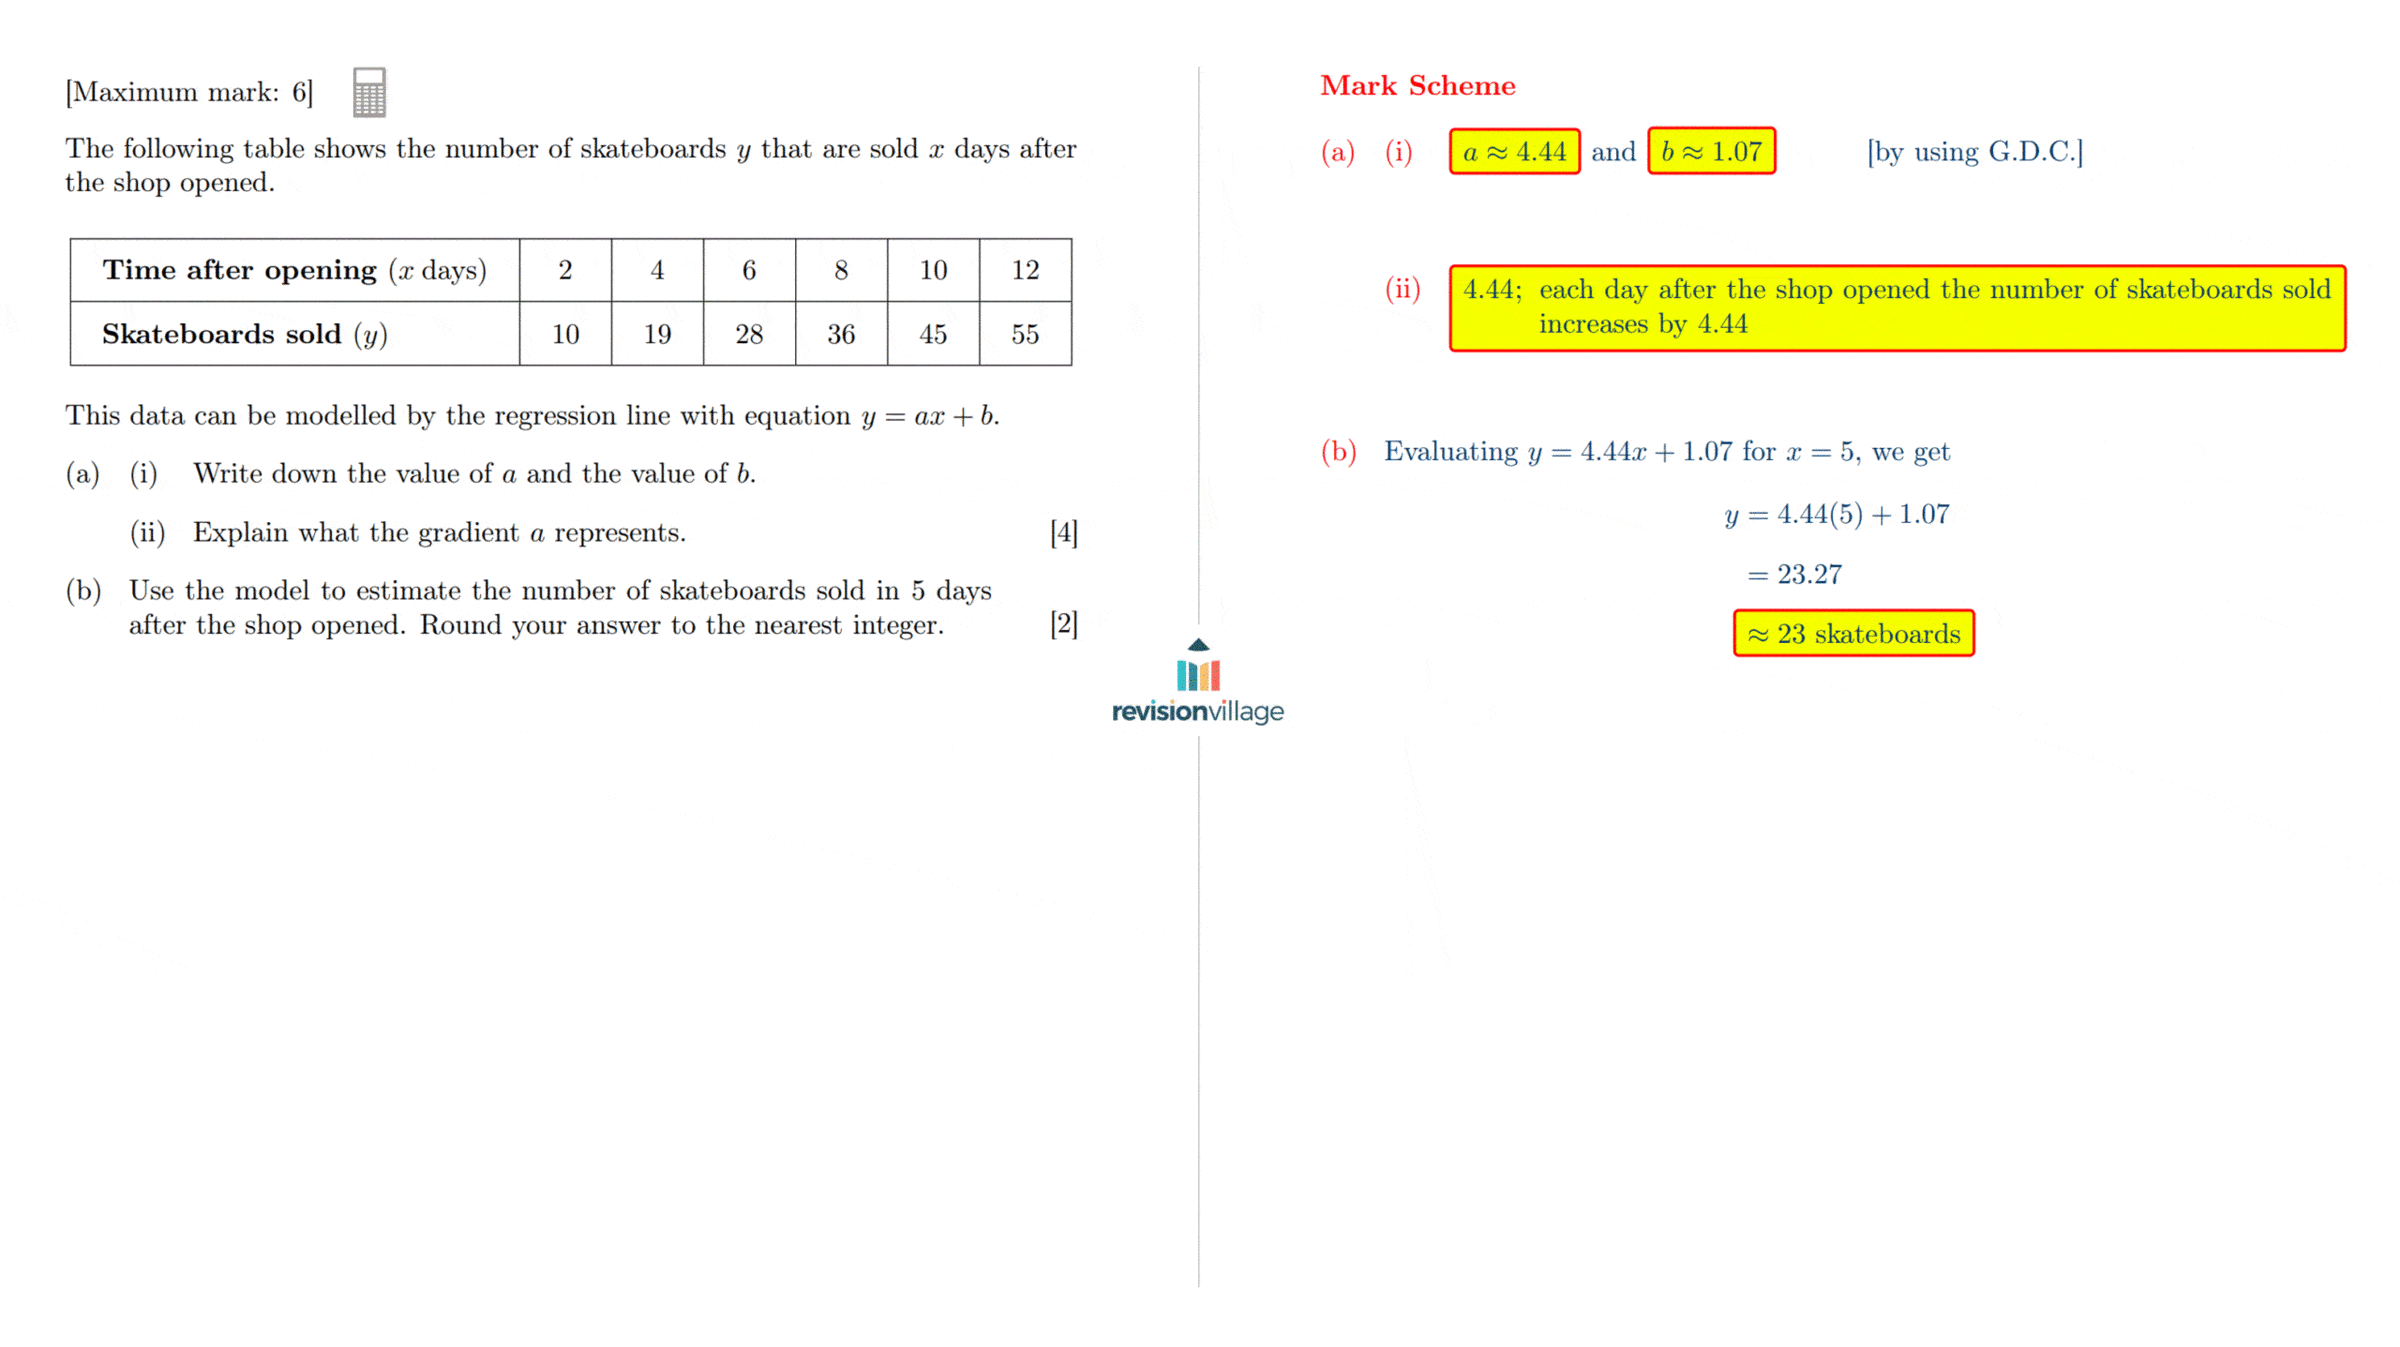 [Maximum mark: 6]
The following table shows the number of skateboards y that are sold x days after
the shop opened.
Time after opening (x days) 2 4 6 8 10 12
Skateboards sold (y) 10 19 28 36 45 55
This data can be modelled by the regression line with equation y = ax + b.
(a) (i) Write down the value of a and the value of b.
(ii) Explain what the gradient a represents. [4]
(b) Use the model to estimate the number of skateboards sold in 5 days
after the shop opened. Round your answer to the nearest integer. [2]
revisionvillage
Mark Scheme
(a) (i) a ≈ 4.44 and b ≈ 1.07 [by using G.D.C.]
(ii) 4.44; each day after the shop opened the number of skateboards sold
increases by 4.44
(b) Evaluating y = 4.44x + 1.07 for x = 5, we get
y = 4.44(5) + 1.07
= 23.27
≈ 23 skateboards